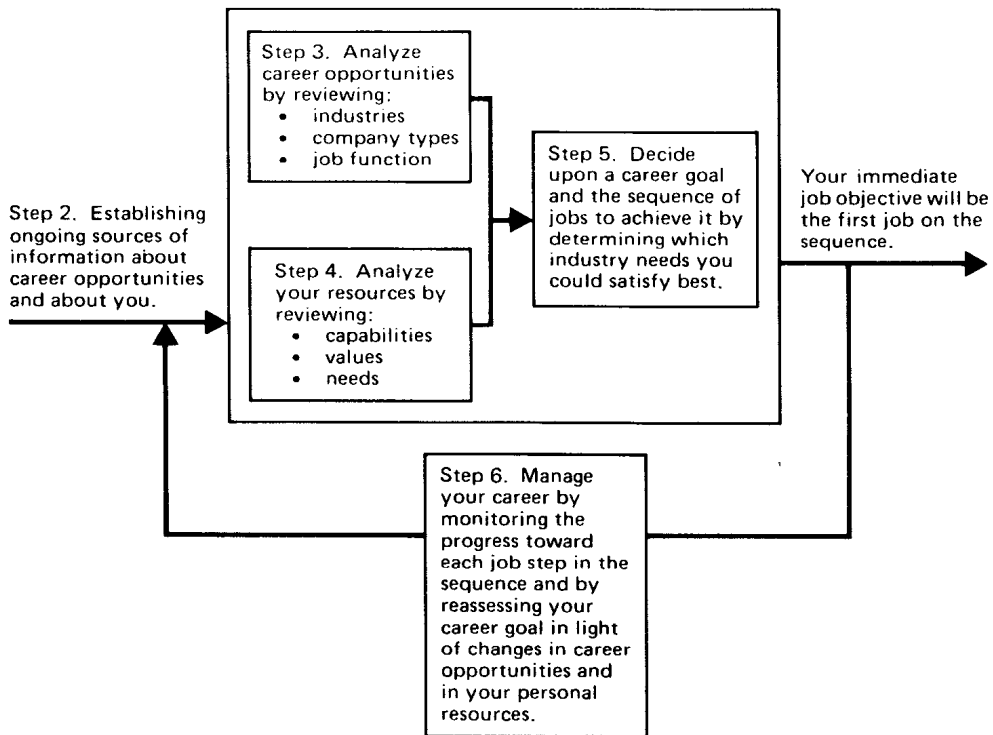 Step 2. Establishing
ongoing sources of
information about
career opportunities
and about you.
Step 3. Analyze
career opportunities
by reviewing:
• industries
• company types
• job function
Step 4. Analyze
your resources by
reviewing:
• capabilities
• values
• needs
Step 5. Decide
upon a career goal
and the sequence of
jobs to achieve it by
determining which
industry needs you
could satisfy best.
Your immediate
job objective will be
the first job on the
sequence.
Step 6. Manage
your career by
monitoring the
progress toward
each job step in the
sequence and by
reassessing your
career goal in light
of changes in career
opportunities and
in your personal
resources.